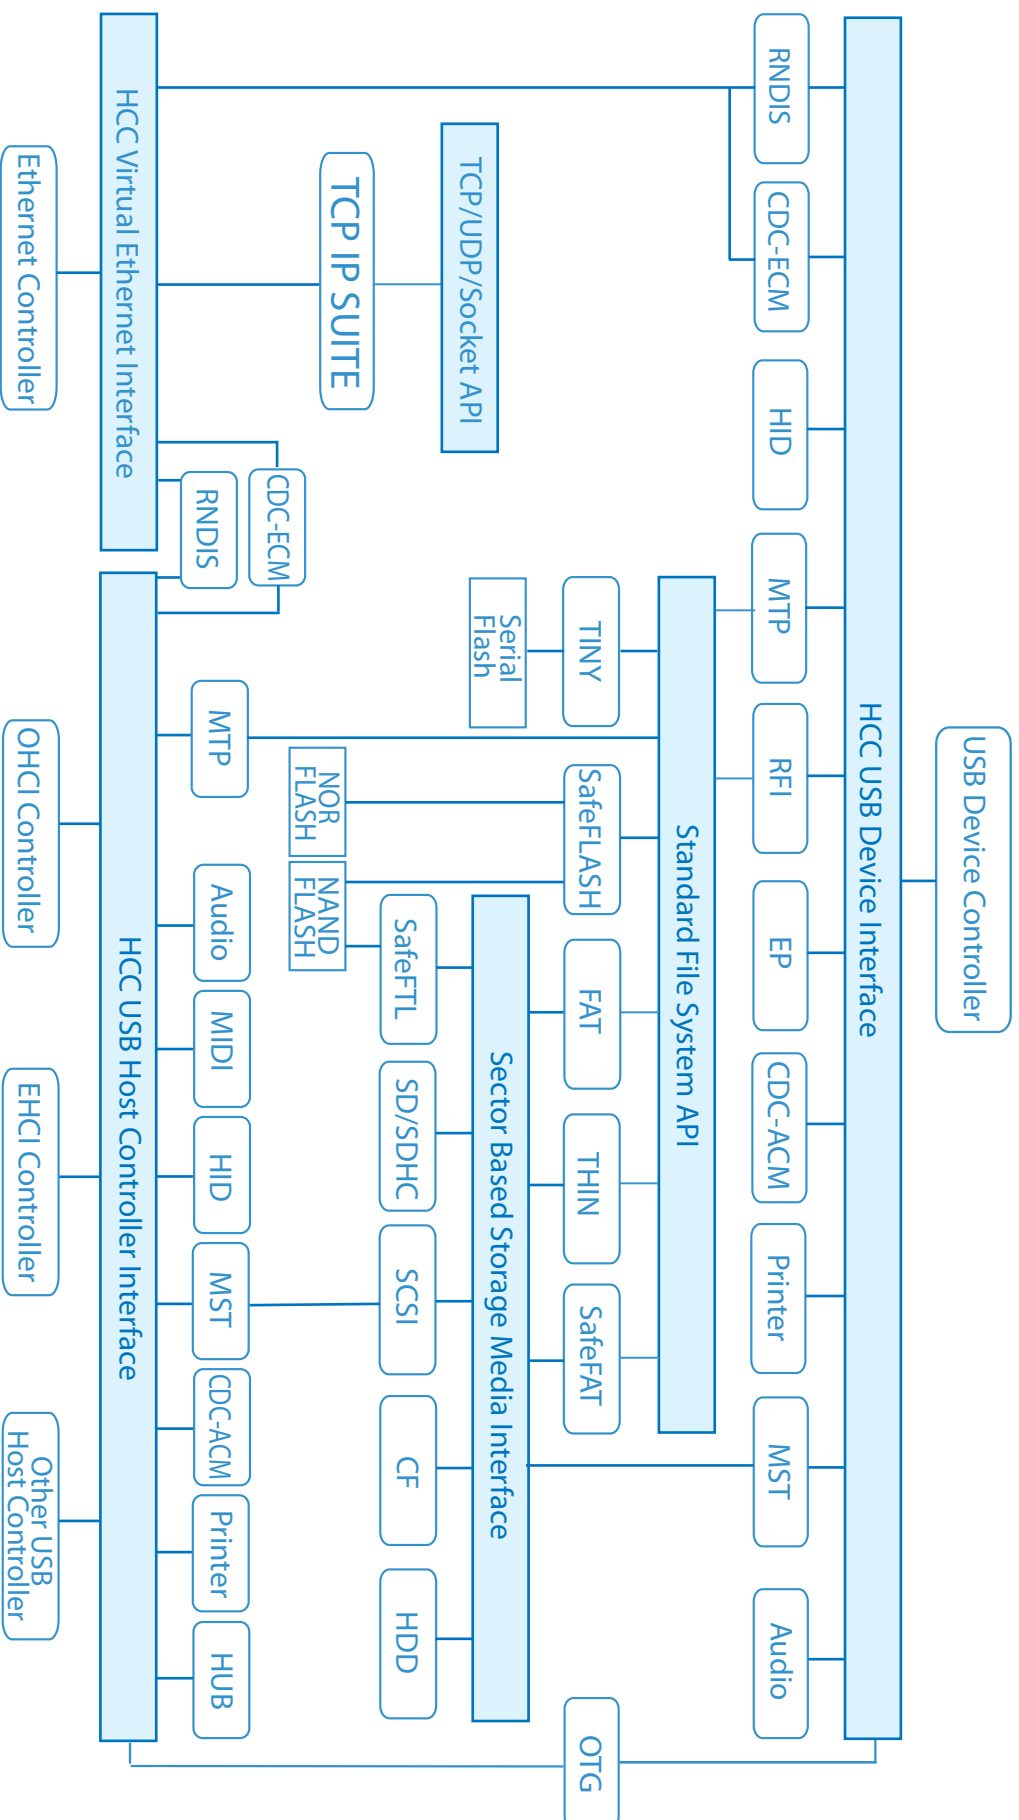 USB Device Controller
HCC USB Device Interface
RNDIS
CDC-ECM
HID
MTP
RFI
EP
CDC-ACM
Printer
MST
Audio
Standard File System API
TINY
SafeFLASH
FAT
THIN
SafeFAT
OTG
TCP/UDP/Socket API
Serial
Flash
Sector Based Storage Media Interface
TCP IP SUITE
SafeFTL
SD/SDHC
SCSI
CF
HDD
NOR
FLASH
NAND
FLASH
CDC-ECM
RNDIS
MTP
Audio
MIDI
HID
MST
CDC-ACM
Printer
HUB
HCC Virtual Ethernet Interface
HCC USB Host Controller Interface
Ethernet Controller
OHCI Controller
EHCI Controller
Other USB
Host Controller